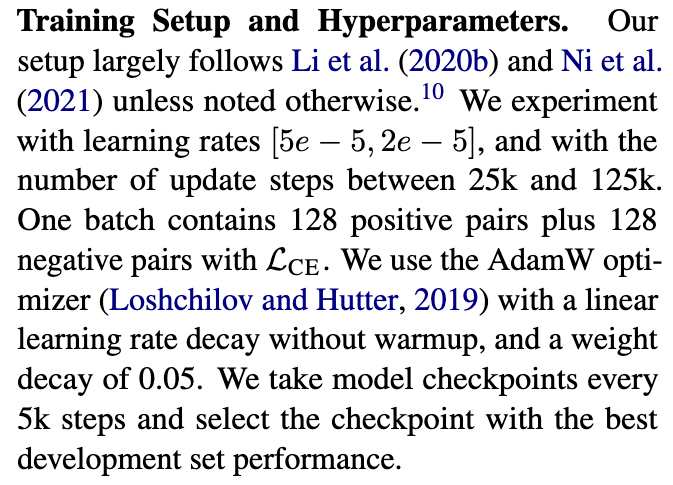 Training Setup and Hyperparameters. Our
setup largely follows Li et al. (2020b) and Ni et al.
(2021) unless noted otherwise.10 We experiment
with learning rates [5e − 5, 2e − 5], and with the
number of update steps between 25k and 125k.
One batch contains 128 positive pairs plus 128
negative pairs with ℒCE. We use the AdamW opti-
mizer (Loshchilov and Hutter, 2019) with a linear
learning rate decay without warmup, and a weight
decay of 0.05. We take model checkpoints every
5k steps and select the checkpoint with the best
development set performance.